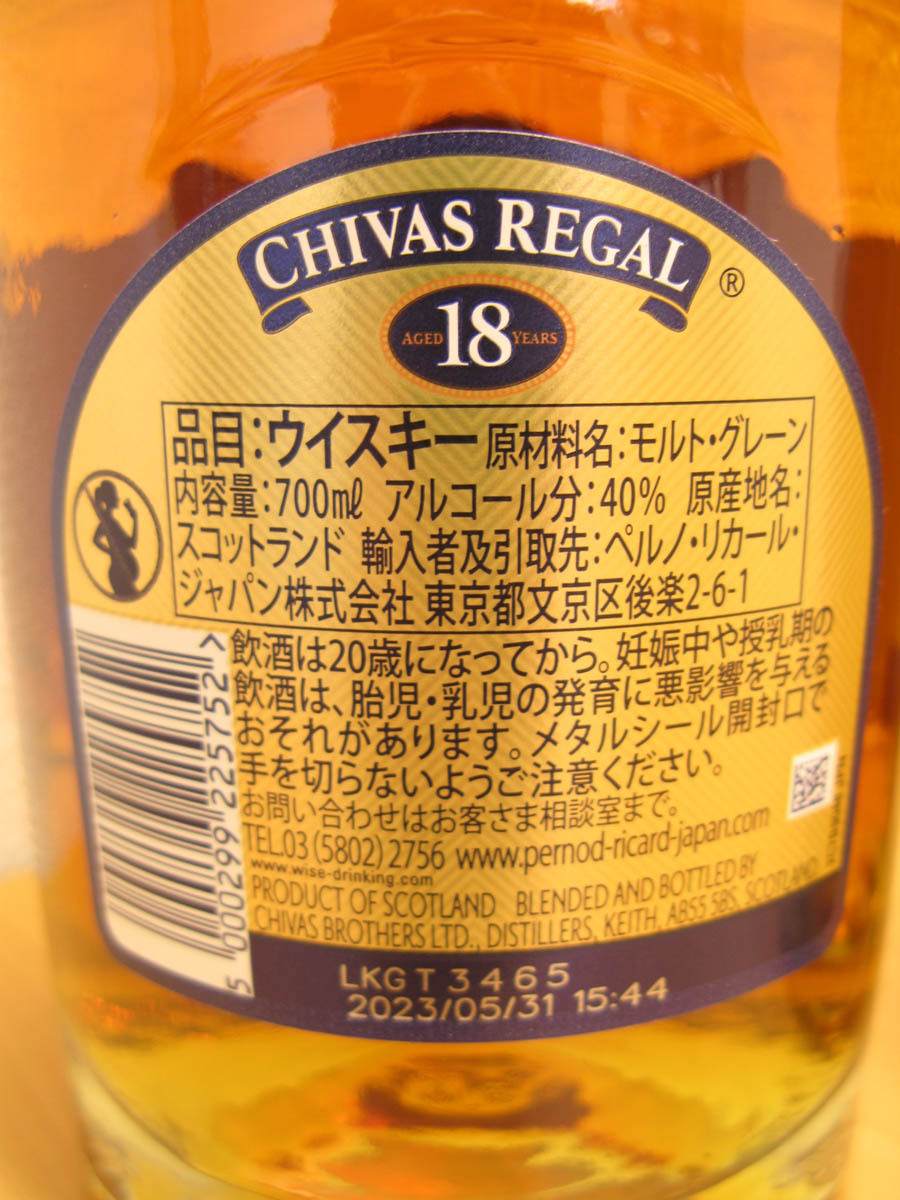 CHIVAS REGAL ®
AGED 18 YEARS
品目：ウイスキー 原材料名：モルト・グレーン
内容量：700mℓ アルコール分：40% 原産地名：
スコットランド 輸入者及引取先：ペルノ・リカール・
ジャパン株式会社 東京都文京区後楽2-6-1
飲酒は20歳になってから。妊娠中や授乳期の
飲酒は、胎児・乳児の発育に悪影響を与える
おそれがあります。メタルシール開封口で
手を切らないようご注意ください。
お問い合わせはお客さま相談室まで。
TEL.03 (5802) 2756 www.pernod-ricard-japan.com
www.wise-drinking.com
PRODUCT OF SCOTLAND BLENDED AND BOTTLED BY
CHIVAS BROTHERS LTD., DISTILLERS, KEITH, AB55 5BS, SCOTLAND.
5 000299 225752 >
LKGT3465
2023/05/31 15:44